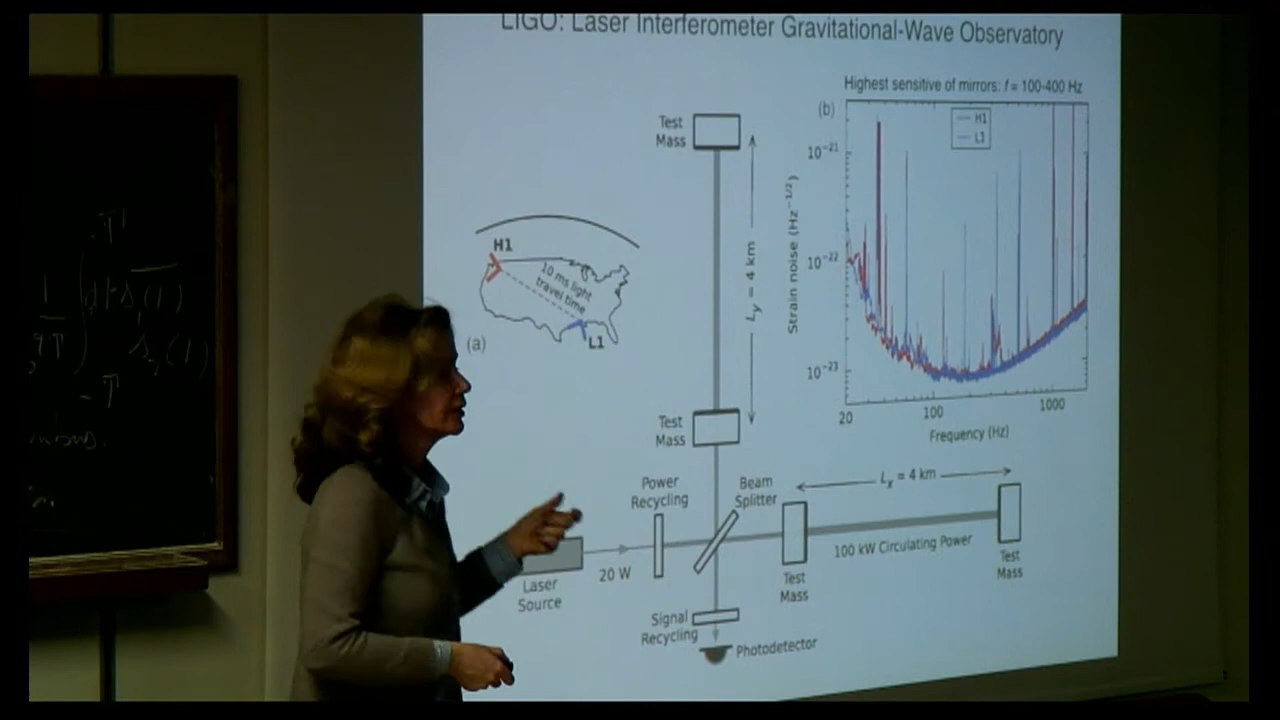 LIGO: Laser Interferometer Gravitational-Wave Observatory
Highest sensitive of mirrors: f = 100-400 Hz
(b)
H1
L1
10⁻²¹
10⁻²²
10⁻²³
Strain noise (Hz⁻¹/²)
20
100
1000
Frequency (Hz)
Test
Mass
L_y = 4 km
H1
10 ms light
travel time
L1
(a)
Test
Mass
Power
Recycling
Beam
Splitter
L_x = 4 km
100 kW Circulating Power
Test
Mass
Test
Mass
20 W
Laser
Source
Signal
Recycling
Photodetector